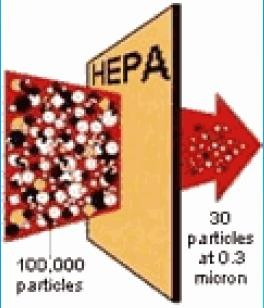 HEPA
100,000
particles
30
particles
at 0.3
micron